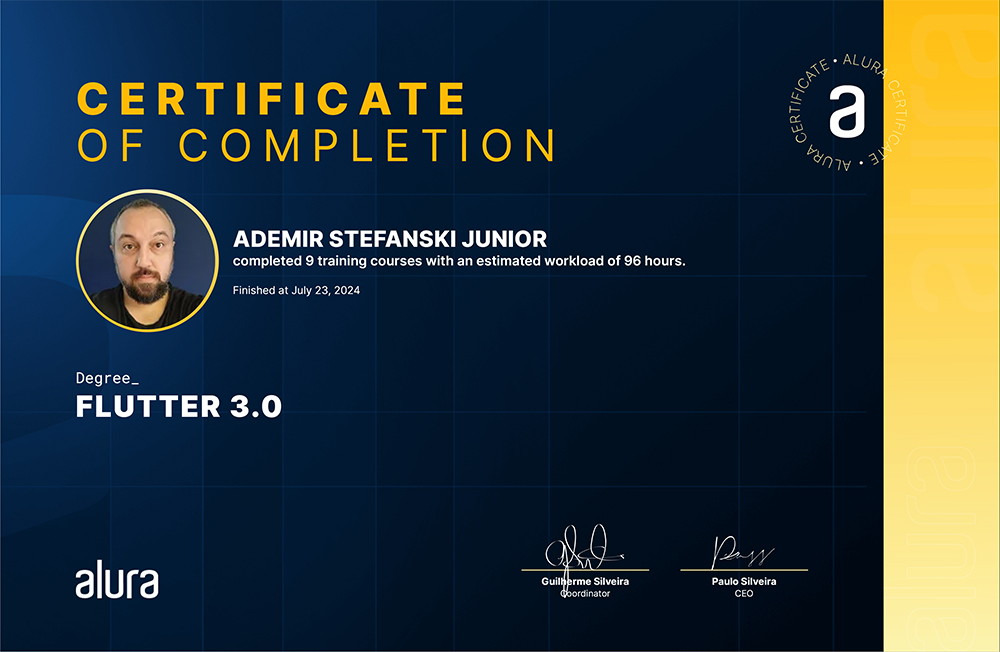 CERTIFICATE
OF COMPLETION
ALURA CERTIFICATE • ALURA CERTIFICATE •
a
ADEMIR STEFANSKI JUNIOR
completed 9 training courses with an estimated workload of 96 hours.
Finished at July 23, 2024
Degree_
FLUTTER 3.0
alura
Guilherme Silveira
Coordinator
Paulo Silveira
CEO
alura
alura